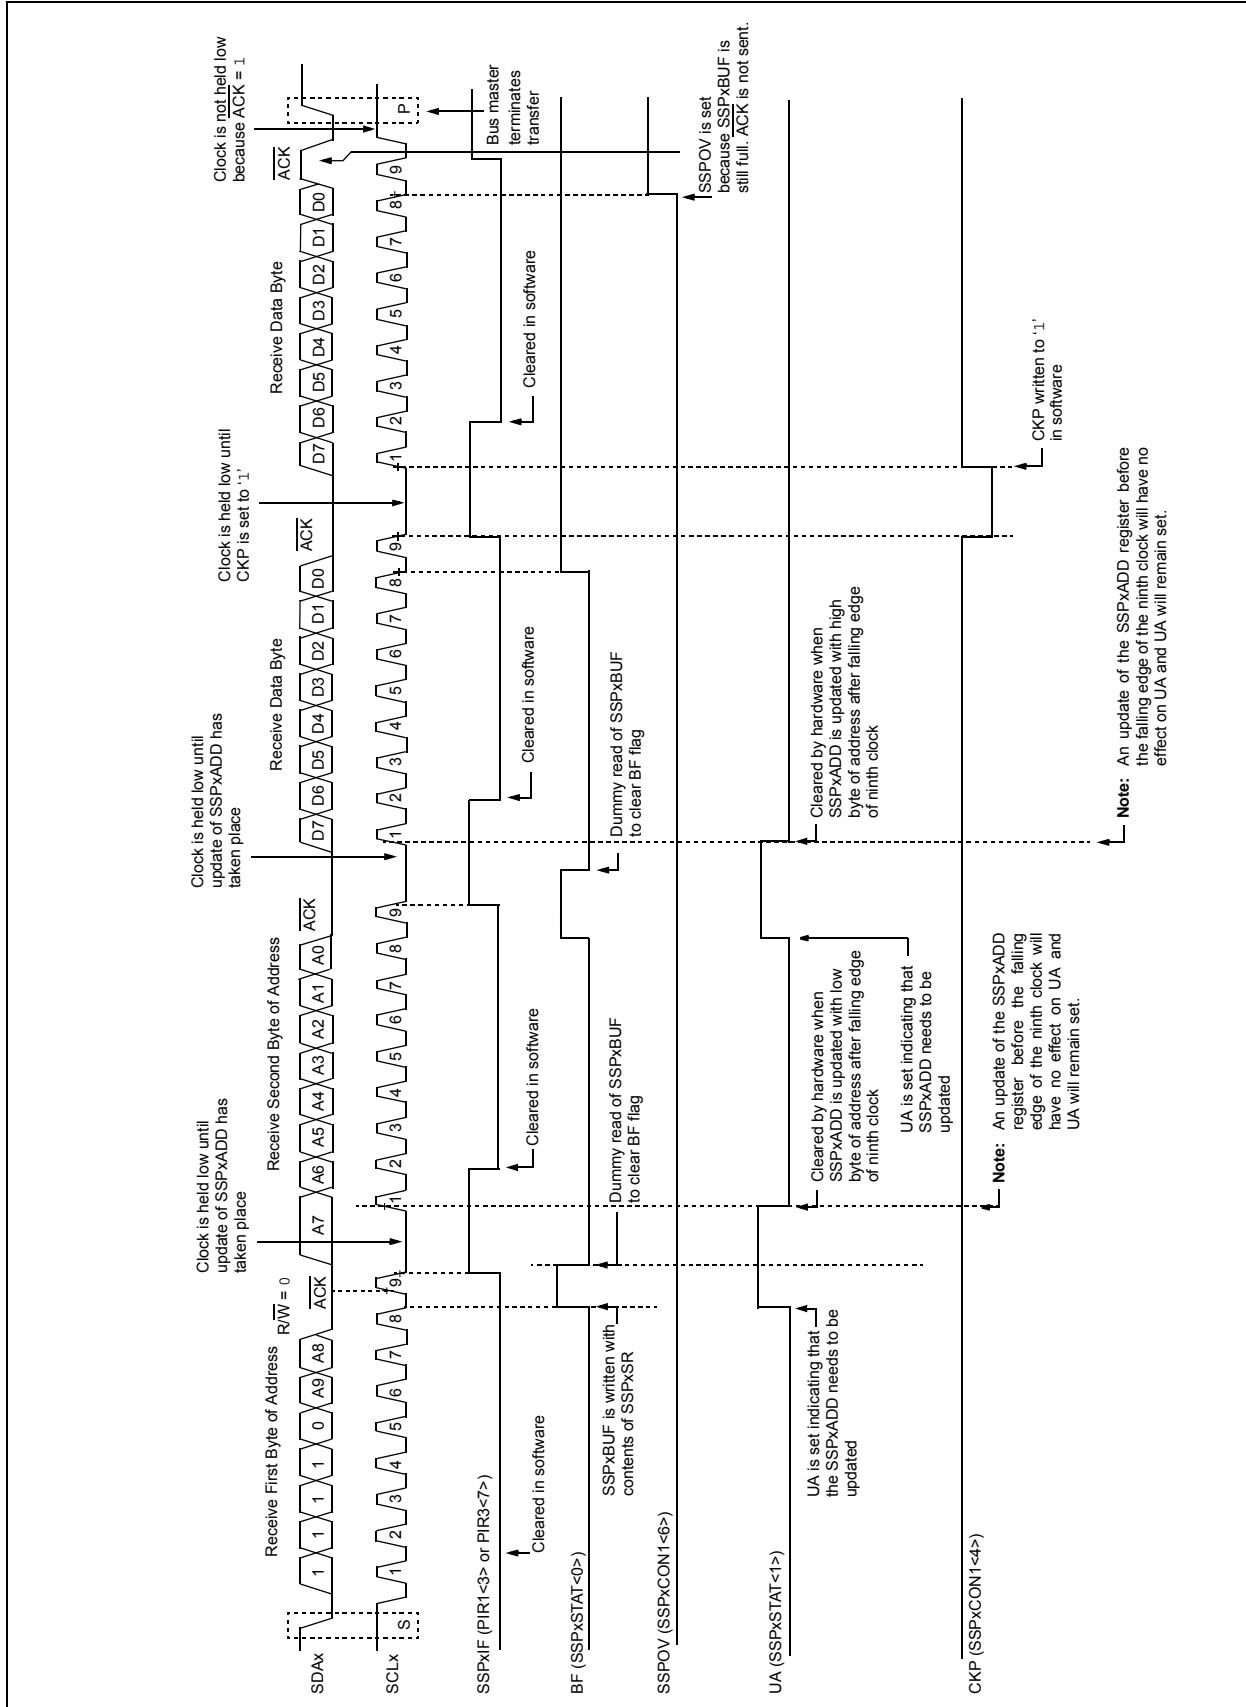 Receive First Byte of Address
R/W = 0
ACK
Clock is held low until
update of SSPxADD has
taken place
Receive Second Byte of Address
ACK
Clock is held low until
update of SSPxADD has
taken place
Receive Data Byte
ACK
Clock is held low until
CKP is set to ‘1’
Receive Data Byte
ACK
Clock is not held low
because ACK = 1
SDAx
1
1
1
1
0
A9
A8
A7
A6
A5
A4
A3
A2
A1
A0
D7
D6
D5
D4
D3
D2
D1
D0
D7
D6
D5
D4
D3
D2
D1
D0
SCLx
S
1
2
3
4
5
6
7
8
9
1
2
3
4
5
6
7
8
9
1
2
3
4
5
6
7
8
9
1
2
3
4
5
6
7
8
9
P
Bus master
terminates
transfer
SSPxIF (PIR1<3> or PIR3<7>)
Cleared in software
Cleared in software
Cleared in software
Cleared in software
BF (SSPxSTAT<0>)
SSPxBUF is written with
contents of SSPxSR
Dummy read of SSPxBUF
to clear BF flag
Dummy read of SSPxBUF
to clear BF flag
SSPOV (SSPxCON1<6>)
SSPOV is set
because SSPxBUF is
still full. ACK is not sent.
UA (SSPxSTAT<1>)
UA is set indicating that
the SSPxADD needs to be
updated
Cleared by hardware when
SSPxADD is updated with low
byte of address after falling edge
of ninth clock
UA is set indicating that
SSPxADD needs to be
updated
Cleared by hardware when
SSPxADD is updated with high
byte of address after falling edge
of ninth clock
CKP (SSPxCON1<4>)
CKP written to ‘1’
in software
Note: An update of the SSPxADD
register before the falling
edge of the ninth clock will
have no effect on UA and
UA will remain set.
Note: An update of the SSPxADD register before
the falling edge of the ninth clock will have no
effect on UA and UA will remain set.